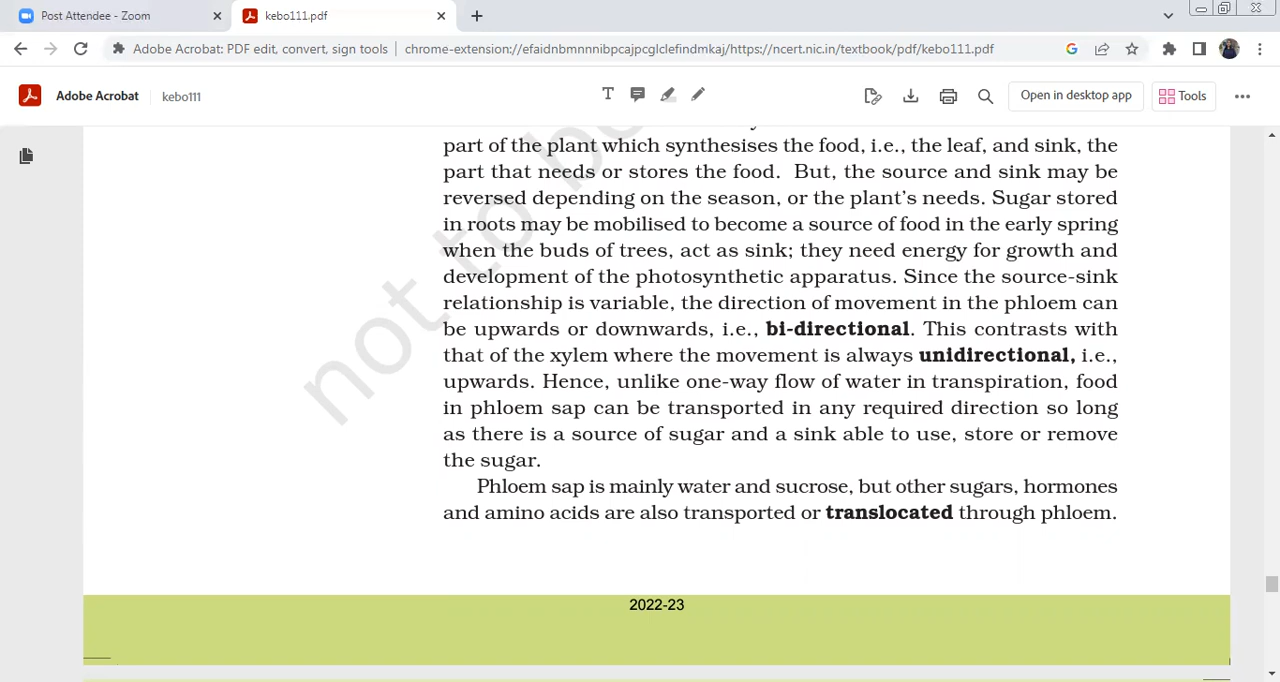 Post Attendee - Zoom
kebo111.pdf
Adobe Acrobat: PDF edit, convert, sign tools | chrome-extension://efaidnbmnnnibpcajpcglclefindmkaj/https://ncert.nic.in/textbook/pdf/kebo111.pdf
Adobe Acrobat
kebo111
Open in desktop app
Tools
part of the plant which synthesises the food, i.e., the leaf, and sink, the
part that needs or stores the food. But, the source and sink may be
reversed depending on the season, or the plant's needs. Sugar stored
in roots may be mobilised to become a source of food in the early spring
when the buds of trees, act as sink; they need energy for growth and
development of the photosynthetic apparatus. Since the source-sink
relationship is variable, the direction of movement in the phloem can
be upwards or downwards, i.e., bi-directional. This contrasts with
that of the xylem where the movement is always unidirectional, i.e.,
upwards. Hence, unlike one-way flow of water in transpiration, food
in phloem sap can be transported in any required direction so long
as there is a source of sugar and a sink able to use, store or remove
the sugar.
Phloem sap is mainly water and sucrose, but other sugars, hormones
and amino acids are also transported or translocated through phloem.
not to be
2022-23